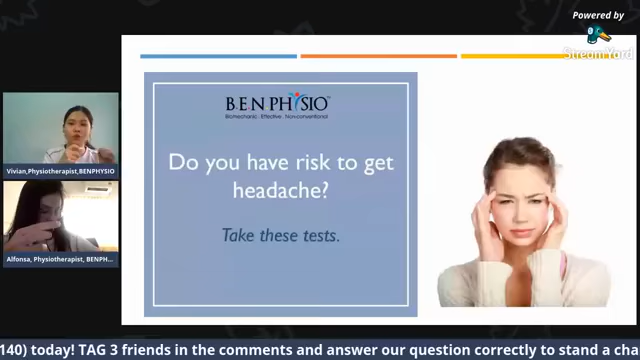 Powered by
StreamYard
B.E.N PHYSIO™
Biomechanic . Effective . Non-conventional
Do you have risk to get
headache?
Take these tests.
Vivian,Physiotherapist,BENPHYSIO
Alfonsa, Physiotherapist, BENPH...
140) today! TAG 3 friends in the comments and answer our question correctly to stand a cha